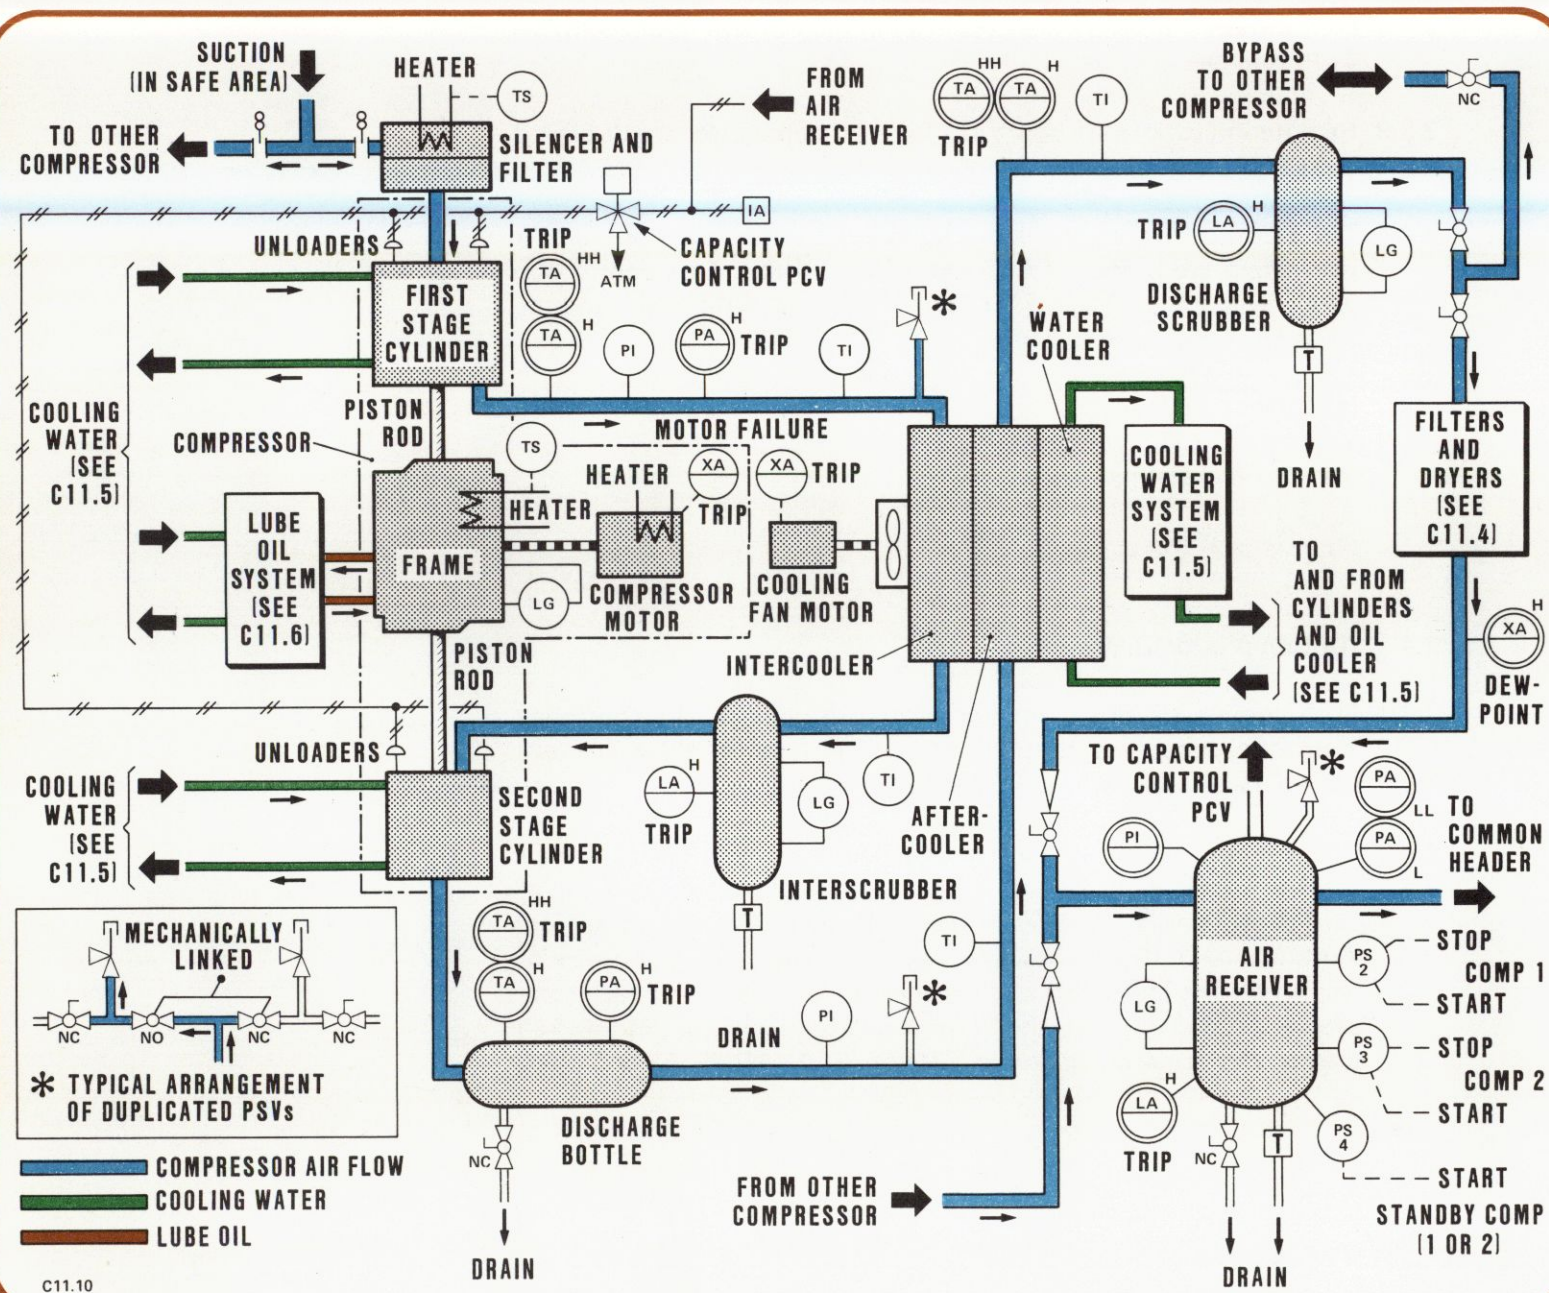 SUCTION
(IN SAFE AREA)
HEATER
TS
TO OTHER
COMPRESSOR
SILENCER AND
FILTER
FROM
AIR
RECEIVER
HH
H
TA
TA
TRIP
TI
BYPASS
TO OTHER
COMPRESSOR
NC
IA
UNLOADERS
TRIP
HH
TA
TA
H
ATM
CAPACITY
CONTROL PCV
LA
H
TRIP
LG
DISCHARGE
SCRUBBER
T
DRAIN
FIRST
STAGE
CYLINDER
PI
PA
H
TRIP
TI
*
WATER
COOLER
COOLING
WATER
(SEE
C11.5)
PISTON
ROD
COMPRESSOR
MOTOR FAILURE
TS
HEATER
HEATER
XA
TRIP
XA
TRIP
COOLING
WATER
SYSTEM
(SEE
C11.5)
FILTERS
AND
DRYERS
(SEE
C11.4)
LUBE
OIL
SYSTEM
(SEE
C11.6)
FRAME
LG
COMPRESSOR
MOTOR
COOLING
FAN MOTOR
TO
AND FROM
CYLINDERS
AND OIL
COOLER
(SEE C11.5)
XA
H
DEW-
POINT
PISTON
ROD
INTERCOOLER
UNLOADERS
COOLING
WATER
(SEE
C11.5)
SECOND
STAGE
CYLINDER
LA
H
TRIP
LG
TI
AFTER-
COOLER
INTERSCRUBBER
T
TO CAPACITY
CONTROL
PCV
*
PA
LL
PA
L
PI
TO
COMMON
HEADER
MECHANICALLY
LINKED
NC
NO
NC
NC
* TYPICAL ARRANGEMENT
OF DUPLICATED PSVs
HH
TA
TRIP
TA
H
PA
H
TRIP
TI
*
PI
DRAIN
DISCHARGE
BOTTLE
NC
DRAIN
AIR
RECEIVER
LG
PS
2
STOP
COMP 1
START
PS
3
STOP
COMP 2
START
LA
H
TRIP
NC
T
PS
4
START
STANDBY COMP
(1 OR 2)
DRAIN
FROM OTHER
COMPRESSOR
COMPRESSOR AIR FLOW
COOLING WATER
LUBE OIL
C11.10